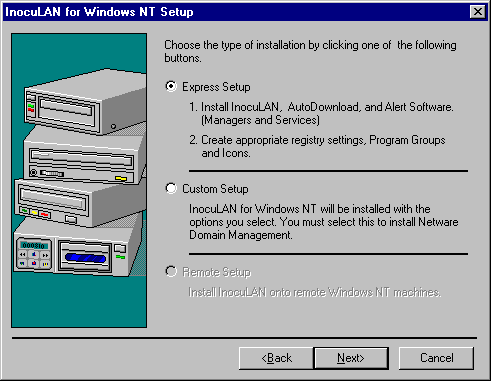 InocuLAN for Windows NT Setup
Choose the type of installation by clicking one of the following
buttons.
Express Setup
1. Install InocuLAN, AutoDownload, and Alert Software.
(Managers and Services)
2. Create appropriate registry settings, Program Groups
and Icons.
Custom Setup
InocuLAN for Windows NT will be installed with the
options you select. You must select this to install Netware
Domain Management.
Remote Setup
Install InocuLAN onto remote Windows NT machines.
<Back
Next>
Cancel